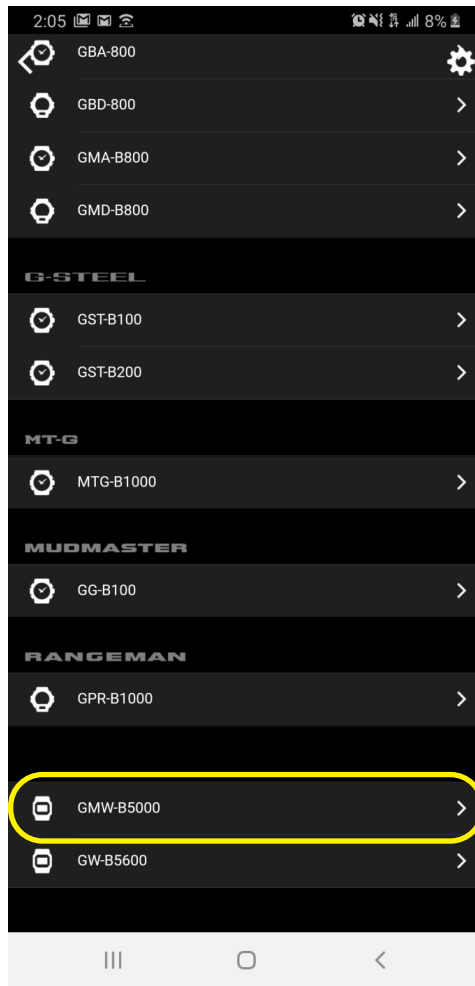 2:05 8%
GBA-800
GBD-800
GMA-B800
GMD-B800
G-STEEL
GST-B100
GST-B200
MT-G
MTG-B1000
MUDMASTER
GG-B100
RANGEMAN
GPR-B1000
GMW-B5000
GW-B5600